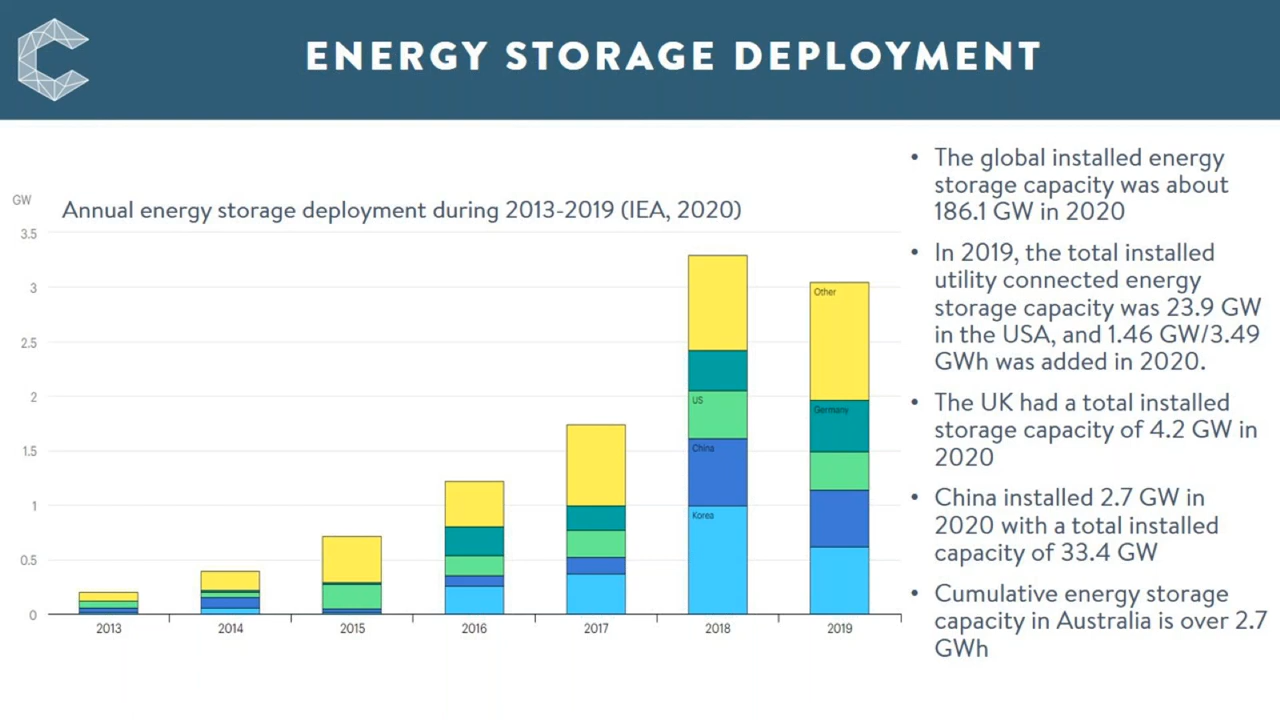 ENERGY STORAGE DEPLOYMENT
GW
Annual energy storage deployment during 2013-2019 (IEA, 2020)
3.5
3
2.5
2
1.5
1
0.5
0
Other
US
Germany
China
Korea
2013
2014
2015
2016
2017
2018
2019
• The global installed energy
storage capacity was about
186.1 GW in 2020
• In 2019, the total installed
utility connected energy
storage capacity was 23.9 GW
in the USA, and 1.46 GW/3.49
GWh was added in 2020.
• The UK had a total installed
storage capacity of 4.2 GW in
2020
• China installed 2.7 GW in
2020 with a total installed
capacity of 33.4 GW
• Cumulative energy storage
capacity in Australia is over 2.7
GWh